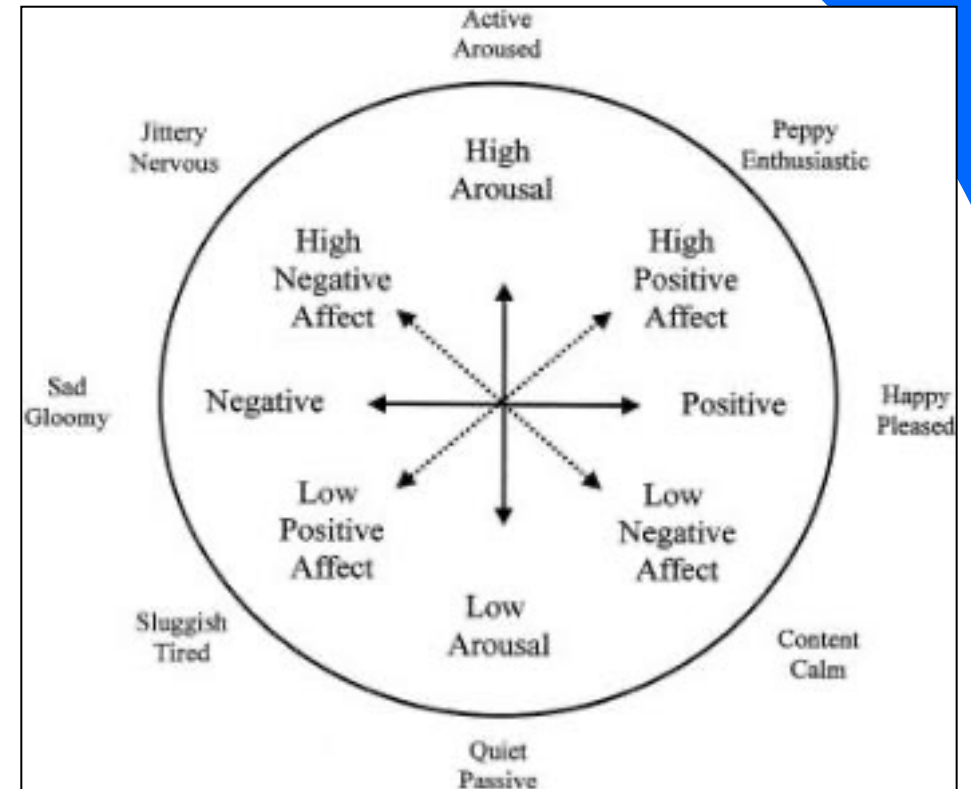 Active
Aroused
Jittery
Nervous
Peppy
Enthusiastic
High
Arousal
High
Negative
Affect
High
Positive
Affect
Sad
Gloomy
Negative
Positive
Happy
Pleased
Low
Positive
Affect
Low
Negative
Affect
Low
Arousal
Sluggish
Tired
Content
Calm
Quiet
Passive